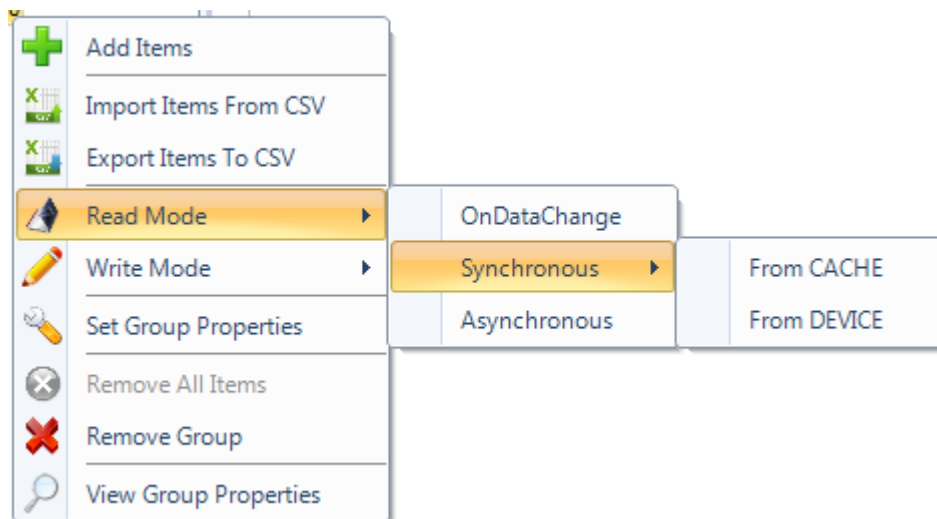 Add Items
Import Items From CSV
Export Items To CSV
Read Mode
Write Mode
Set Group Properties
Remove All Items
Remove Group
View Group Properties
OnDataChange
Synchronous
Asynchronous
From CACHE
From DEVICE